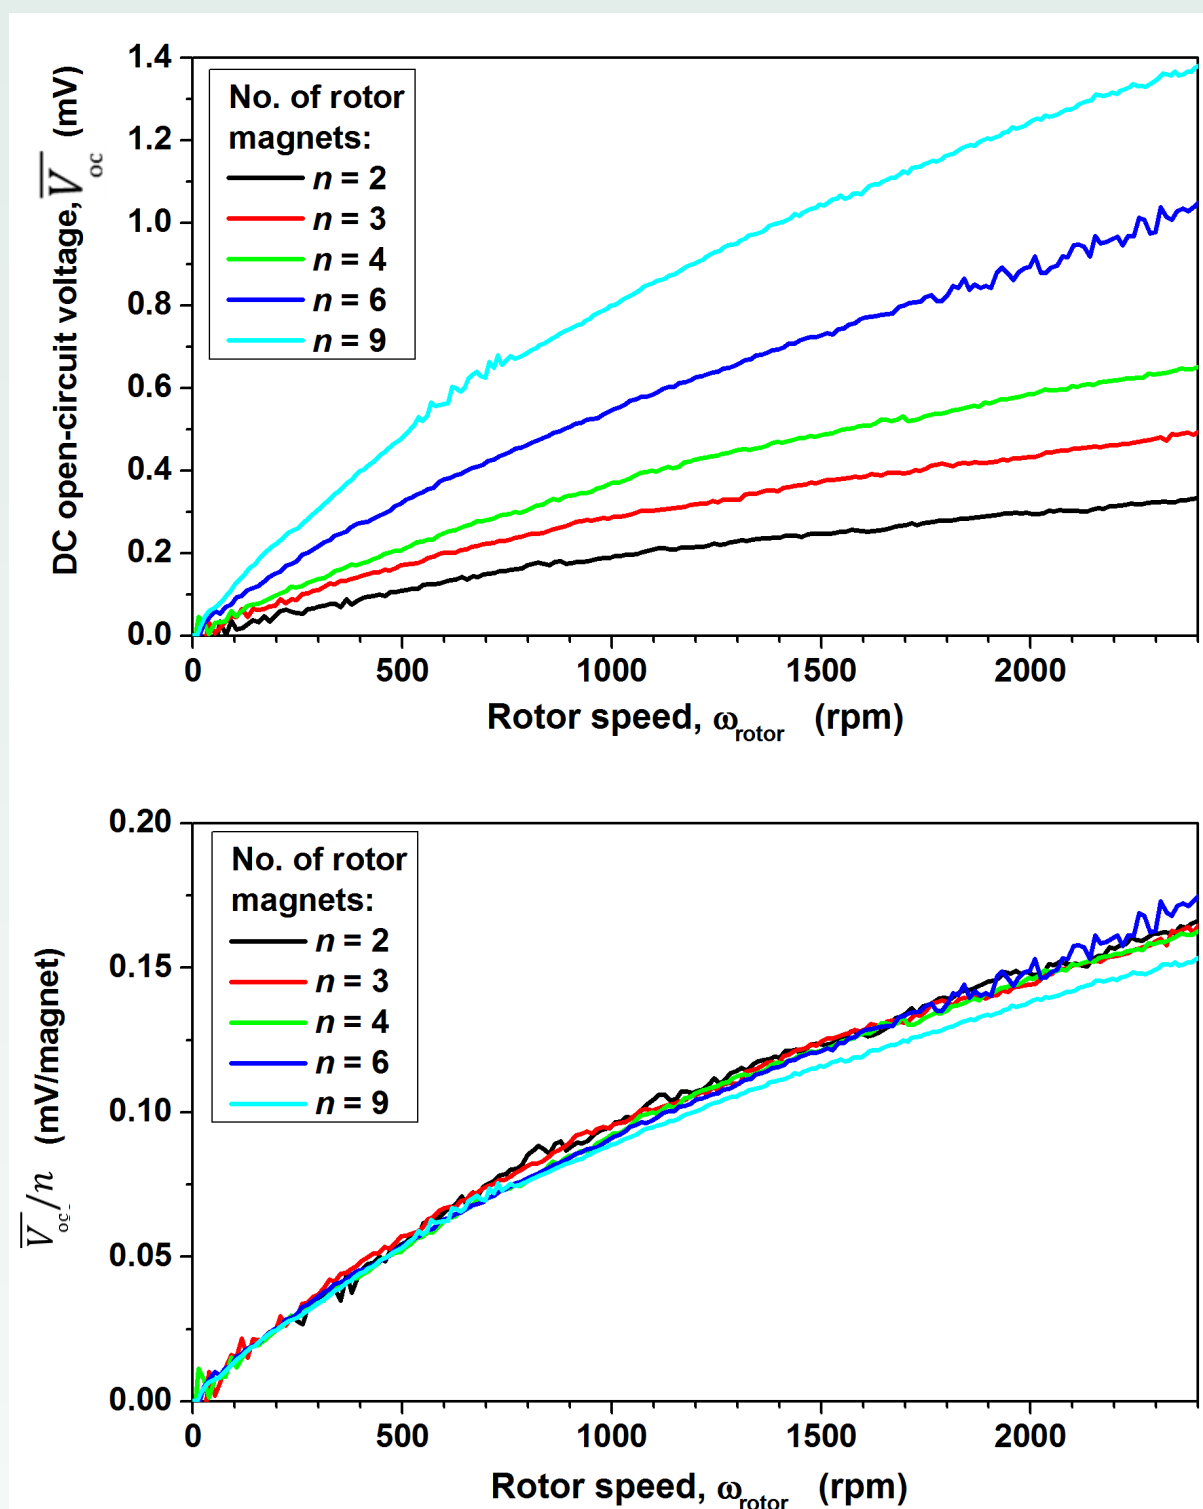 DC open-circuit voltage, V̅oc (mV)
1.4
1.2
1.0
0.8
0.6
0.4
0.2
0.0
No. of rotor
magnets:
n = 2
n = 3
n = 4
n = 6
n = 9
0 500 1000 1500 2000
Rotor speed, ωrotor (rpm)
V̅oc/n (mV/magnet)
0.20
0.15
0.10
0.05
0.00
No. of rotor
magnets:
n = 2
n = 3
n = 4
n = 6
n = 9
0 500 1000 1500 2000
Rotor speed, ωrotor (rpm)